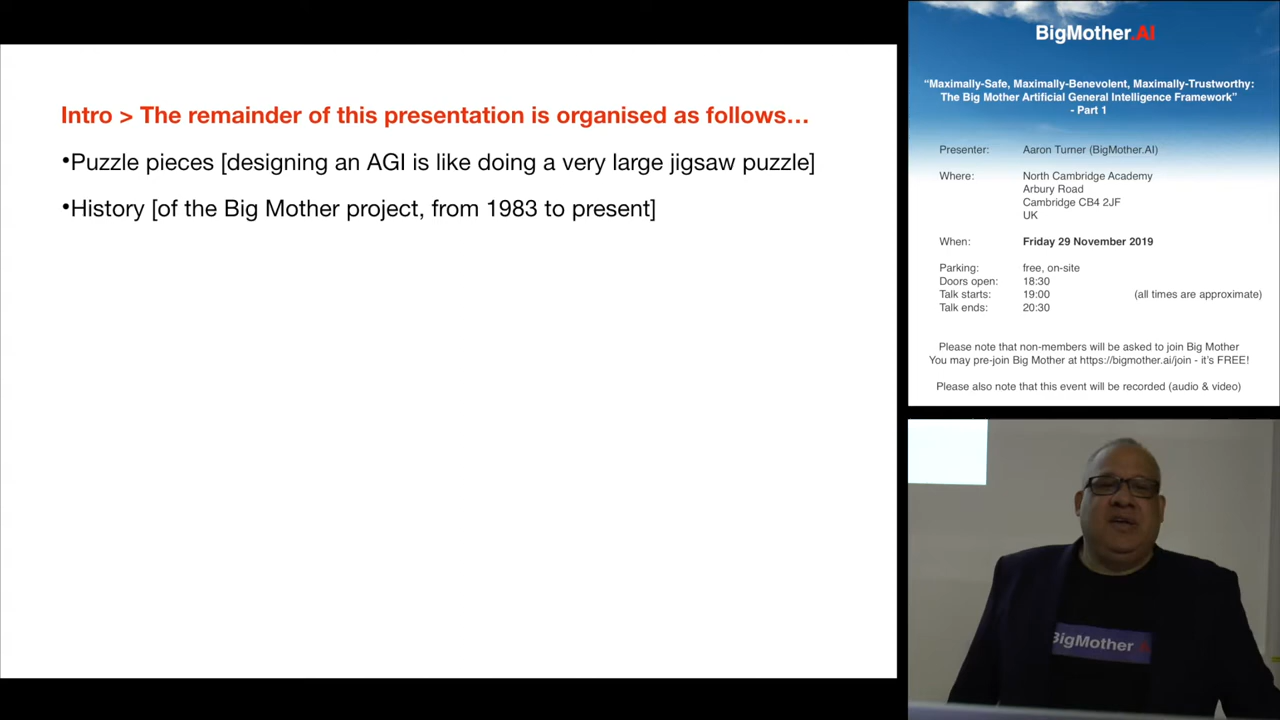 Intro > The remainder of this presentation is organised as follows…
•Puzzle pieces [designing an AGI is like doing a very large jigsaw puzzle]
•History [of the Big Mother project, from 1983 to present]
BigMother.AI
“Maximally-Safe, Maximally-Benevolent, Maximally-Trustworthy:
The Big Mother Artificial General Intelligence Framework”
- Part 1
Presenter: Aaron Turner (BigMother.AI)
Where: North Cambridge Academy
Arbury Road
Cambridge CB4 2JF
UK
When: Friday 29 November 2019
Parking: free, on-site
Doors open: 18:30
Talk starts: 19:00 (all times are approximate)
Talk ends: 20:30
Please note that non-members will be asked to join Big Mother
You may pre-join Big Mother at https://bigmother.ai/join - it’s FREE!
Please also note that this event will be recorded (audio & video)
BigMother.AI